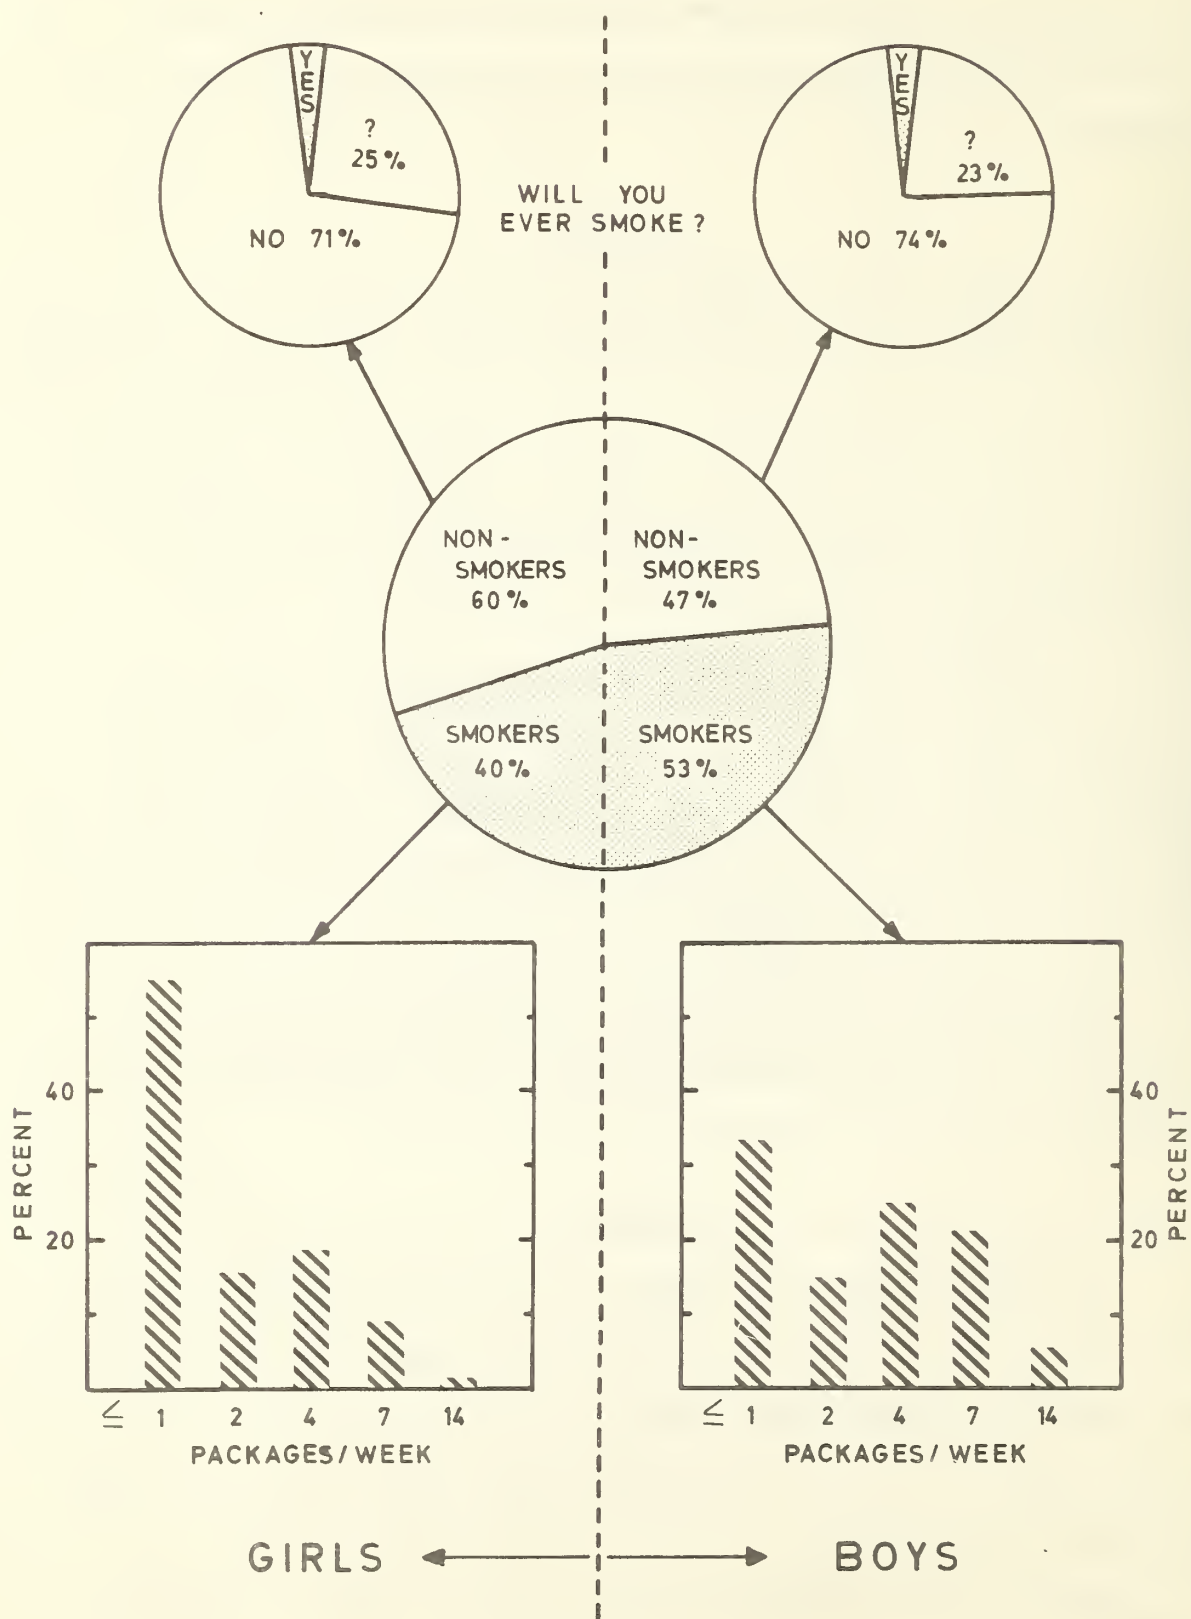 YES
?
25%
NO 71%
WILL YOU
EVER SMOKE?
YES
?
23%
NO 74%
NON-
SMOKERS
60%
NON-
SMOKERS
47%
SMOKERS
40%
SMOKERS
53%
PERCENT
40
20
≤ 1 2 4 7 14
PACKAGES/WEEK
40
20
PERCENT
≤ 1 2 4 7 14
PACKAGES/WEEK
GIRLS
BOYS